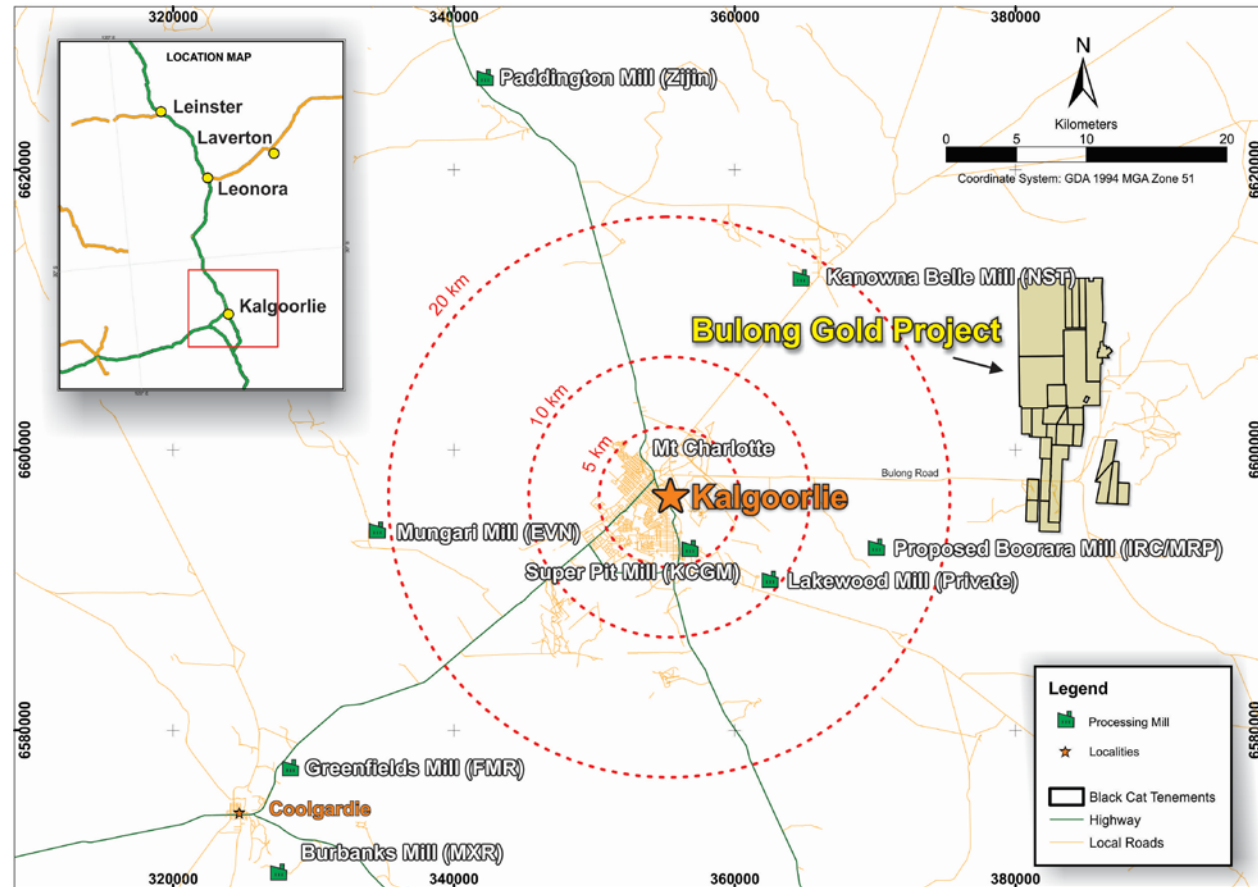 320000
340000
360000
380000
LOCATION MAP
Leinster
Laverton
Leonora
Kalgoorlie
Paddington Mill (Zijin)
N
Kilometers
0 5 10 20
Coordinate System: GDA 1994 MGA Zone 51
6620000
6620000
20 km
Kanowna Belle Mill (NST)
Bulong Gold Project
10 km
5 km
Mt Charlotte
6600000
6600000
Bulong Road
Kalgoorlie
Mungari Mill (EVN)
Super Pit Mill (KCGM)
Proposed Boorara Mill (IRC/MRP)
Lakewood Mill (Private)
6580000
6580000
Greenfields Mill (FMR)
Coolgardie
Burbanks Mill (MXR)
Legend
Processing Mill
Localities
Black Cat Tenements
Highway
Local Roads
320000
340000
360000
380000